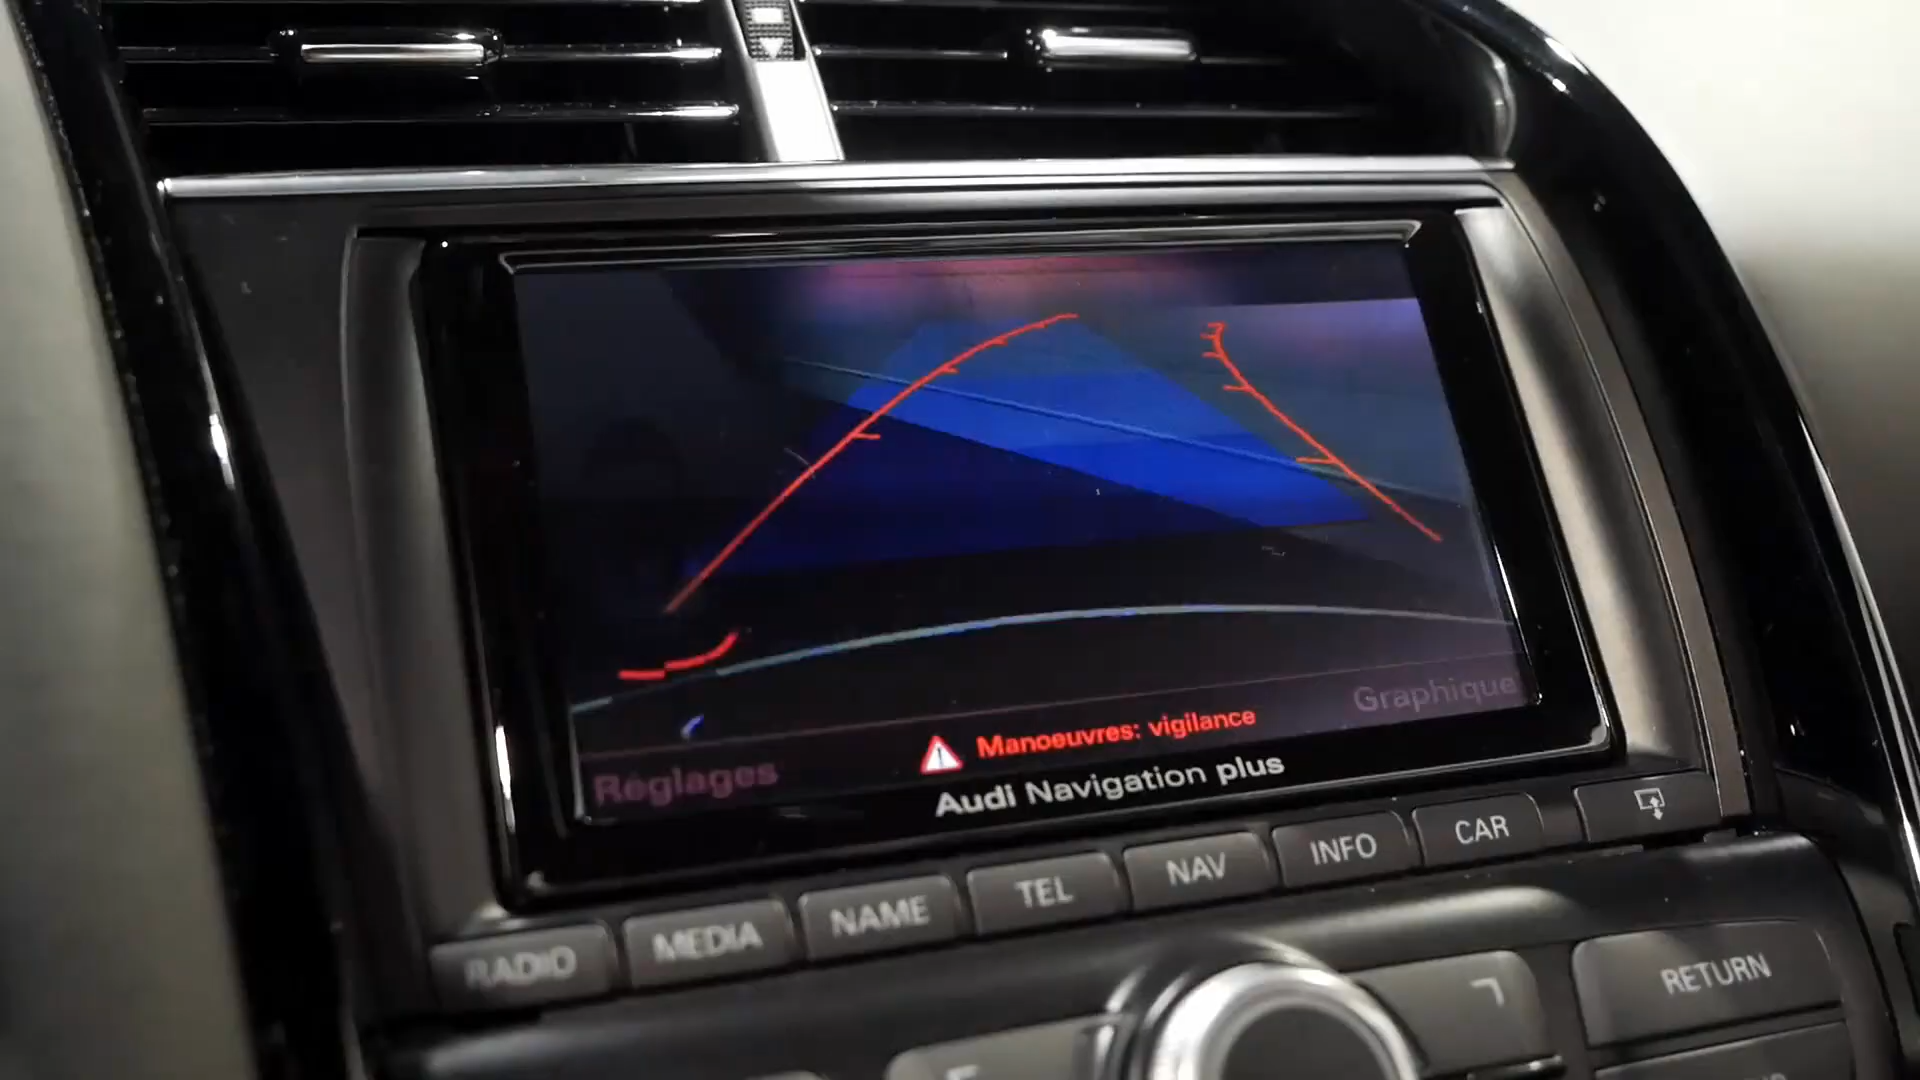 Graphique
Manoeuvres: vigilance
Réglages
Audi Navigation plus
RADIO
MEDIA
NAME
TEL
NAV
INFO
CAR
RETURN